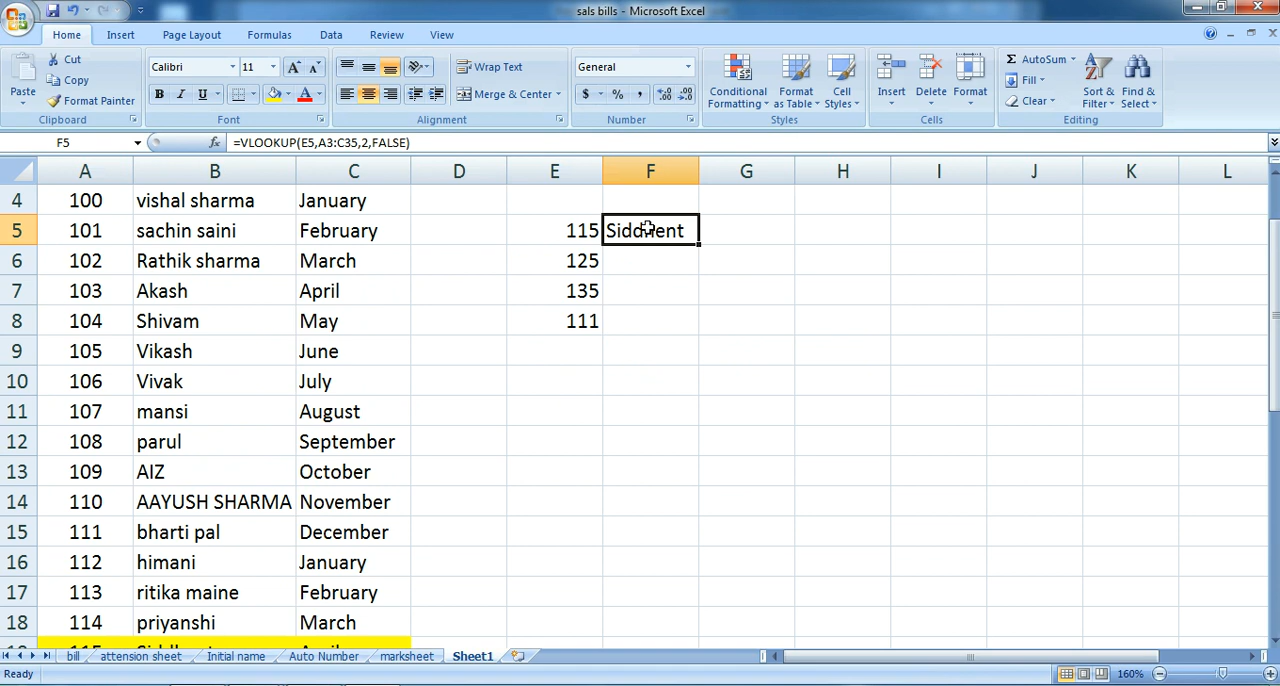 sals bills - Microsoft Excel
Home Insert Page Layout Formulas Data Review View
Paste
Cut
Copy
Format Painter
Clipboard
Calibri 11
B I U
Font
Wrap Text
Merge & Center
Alignment
General
$ % ,
Number
Conditional Formatting
Format as Table
Cell Styles
Styles
Insert Delete Format
Cells
Σ AutoSum
Fill
Clear
Sort & Filter
Find & Select
Editing
F5 fx =VLOOKUP(E5,A3:C35,2,FALSE)
A B C D E F G H I J K L
4 100 vishal sharma January
5 101 sachin saini February 115
6 102 Rathik sharma March 125
7 103 Akash April 135
8 104 Shivam May 111
9 105 Vikash June
10 106 Vivak July
11 107 mansi August
12 108 parul September
13 109 AIZ October
14 110 AAYUSH SHARMA November
15 111 bharti pal December
16 112 himani January
17 113 ritika maine February
18 114 priyanshi March
bill attension sheet Initial name Auto Number marksheet Sheet1
Ready 160%